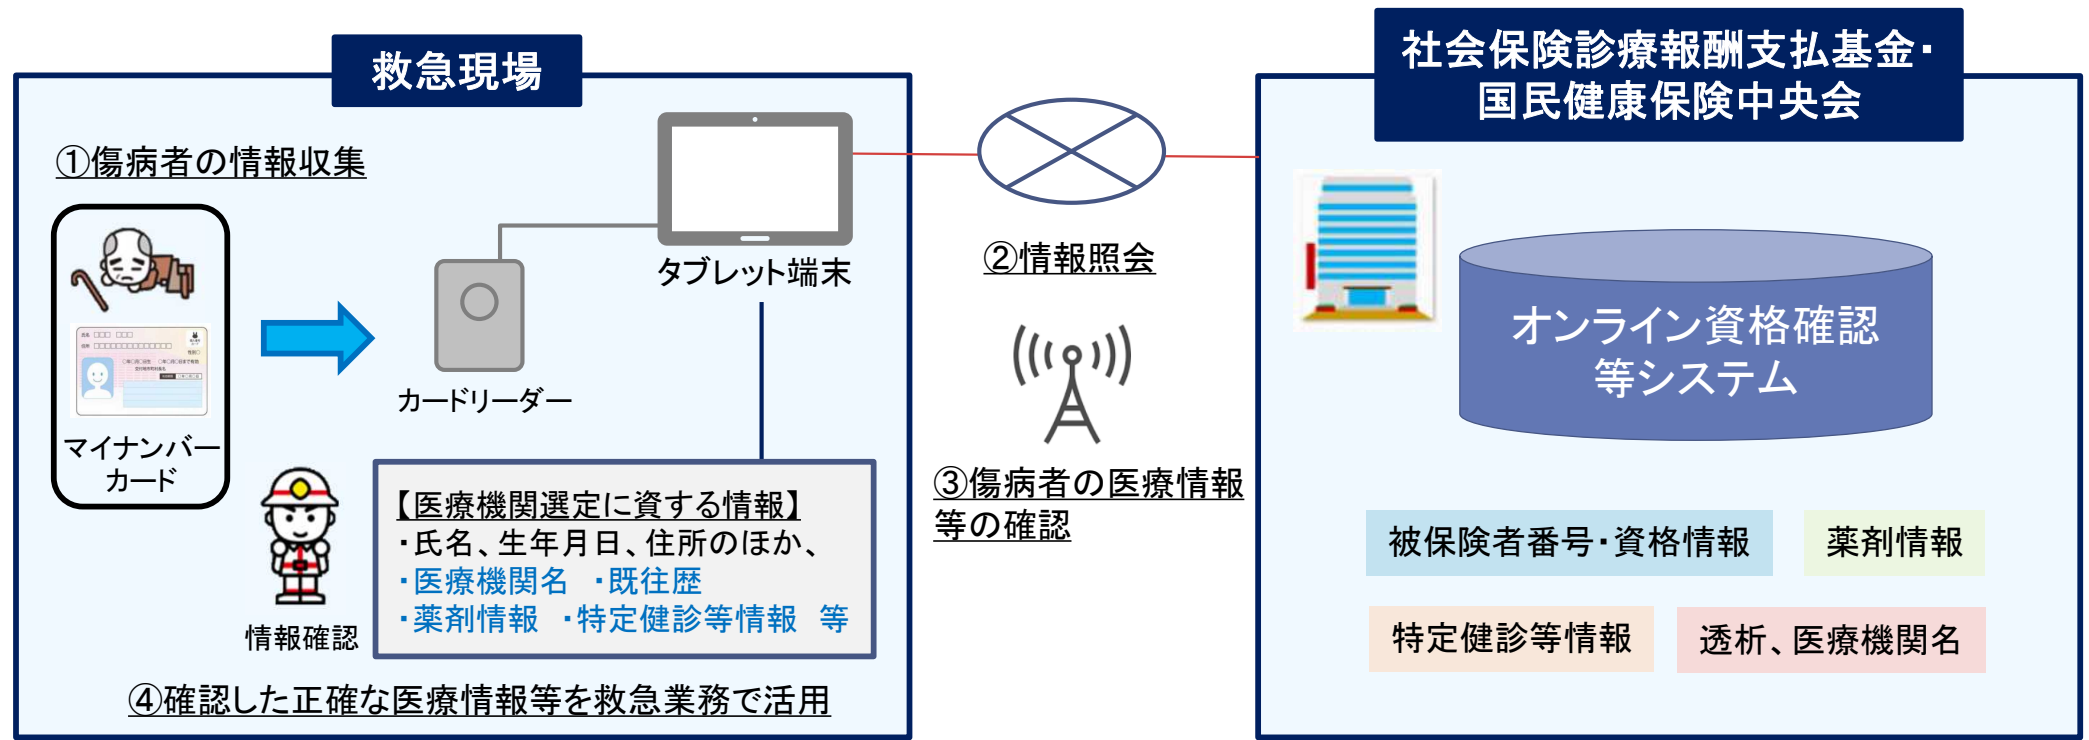 救急現場
①傷病者の情報収集
マイナンバー
カード
カードリーダー
タブレット端末
情報確認
【医療機関選定に資する情報】
・氏名、生年月日、住所のほか、
・医療機関名 ・既往歴
・薬剤情報 ・特定健診等情報 等
④確認した正確な医療情報等を救急業務で活用
②情報照会
③傷病者の医療情報
等の確認
社会保険診療報酬支払基金・
国民健康保険中央会
オンライン資格確認
等システム
被保険者番号・資格情報
薬剤情報
特定健診等情報
透析、医療機関名